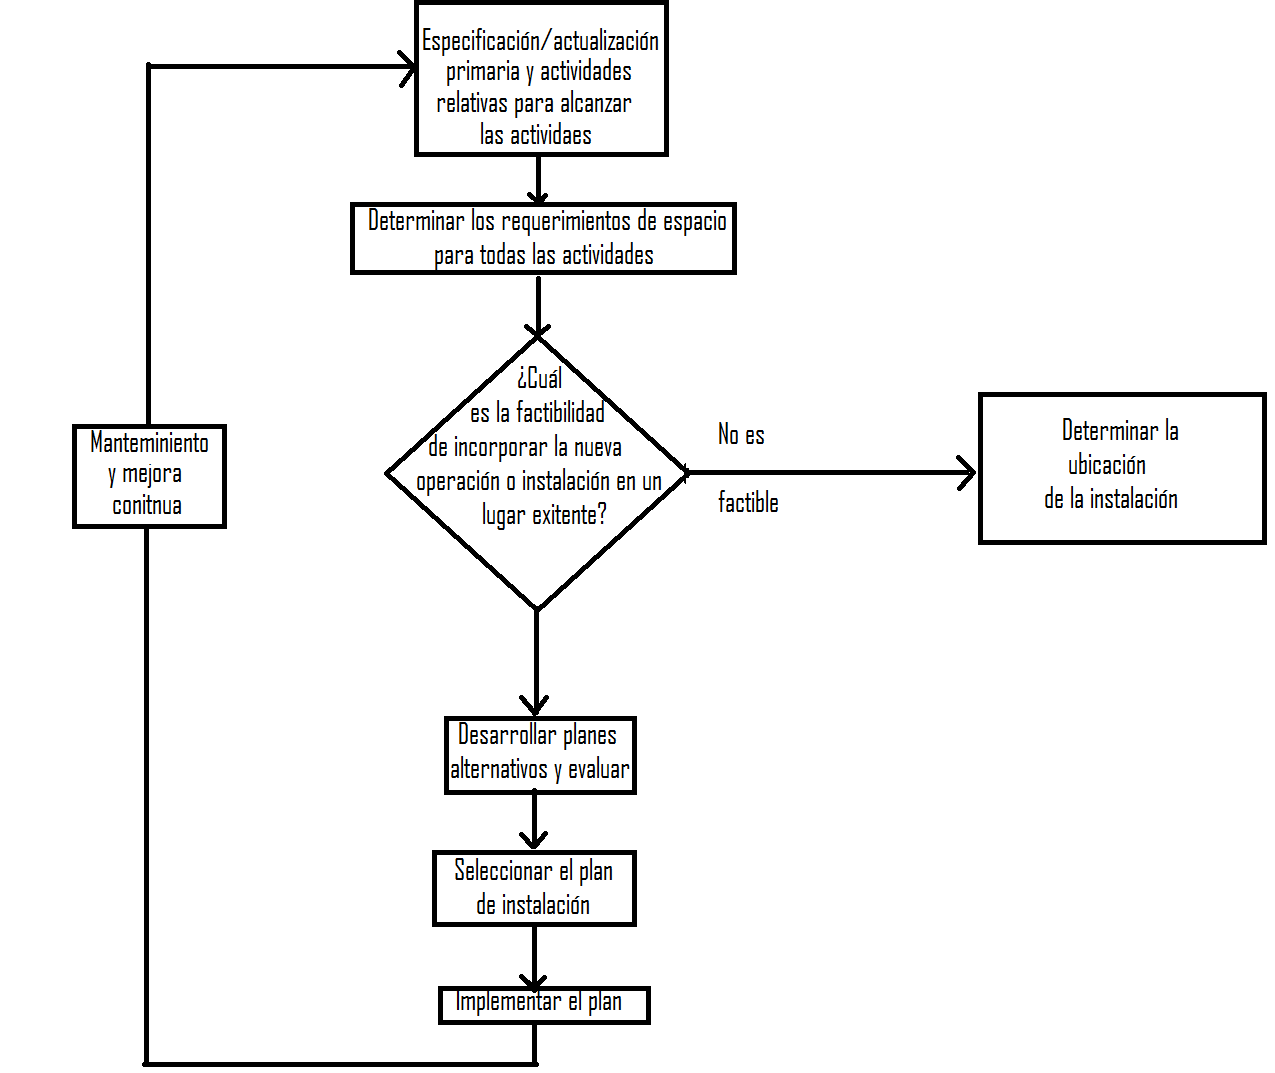 Especificación/actualización
primaria y actividades
relativas para alcanzar
las actividaes
Determinar los requerimientos de espacio
para todas las actividades
¿Cuál
es la factibilidad
de incorporar la nueva
operación o instalación en un
lugar exitente?
No es
factible
Determinar la
ubicación
de la instalación
Manteminiento
y mejora
conitnua
Desarrollar planes
alternativos y evaluar
Seleccionar el plan
de instalación
Implementar el plan